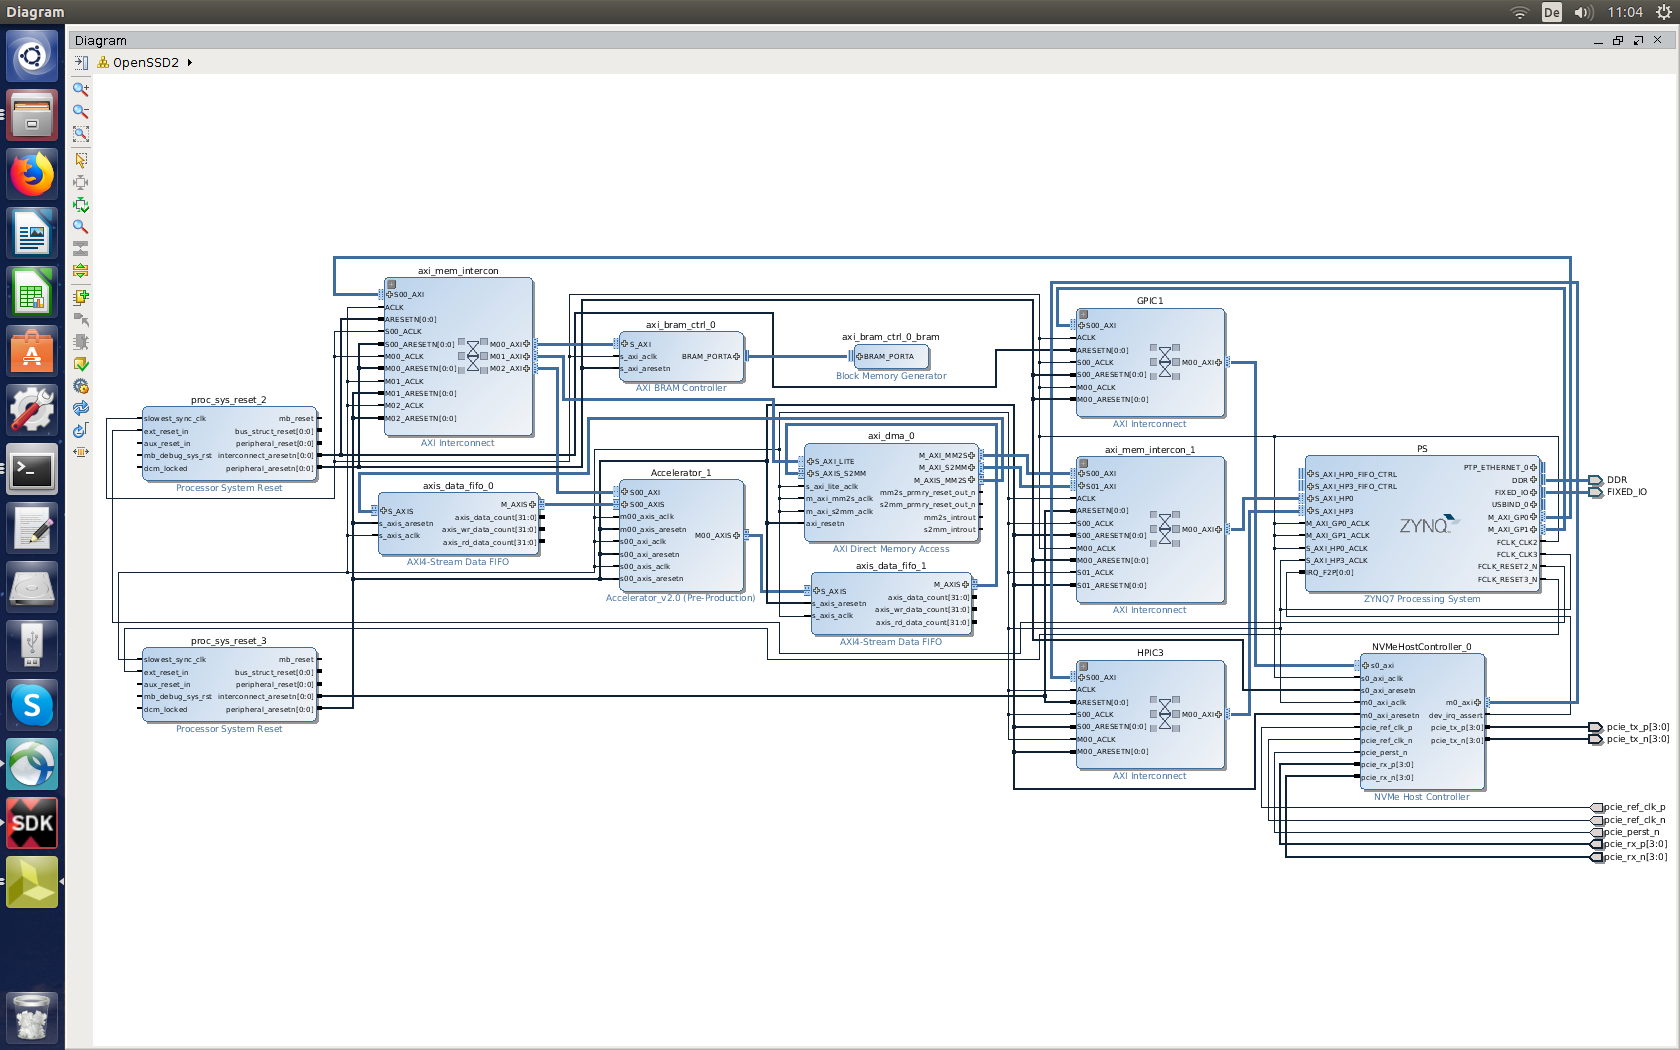 Diagram
De
11:04
Diagram
OpenSSD2
axi_mem_intercon
S00_AXI
ACLK
ARESETN[0:0]
S00_ACLK
S00_ARESETN[0:0]
M00_ACLK
M00_ARESETN[0:0]
M01_ACLK
M01_ARESETN[0:0]
M02_ACLK
M02_ARESETN[0:0]
M00_AXI
M01_AXI
M02_AXI
AXI Interconnect
axi_bram_ctrl_0
S_AXI
s_axi_aclk
s_axi_aresetn
BRAM_PORTA
AXI BRAM Controller
axi_bram_ctrl_0_bram
BRAM_PORTA
Block Memory Generator
GPIC1
S00_AXI
ACLK
ARESETN[0:0]
S00_ACLK
S00_ARESETN[0:0]
M00_ACLK
M00_ARESETN[0:0]
M00_AXI
AXI Interconnect
proc_sys_reset_2
slowest_sync_clk
ext_reset_in
aux_reset_in
mb_debug_sys_rst
dcm_locked
mb_reset
bus_struct_reset[0:0]
peripheral_reset[0:0]
interconnect_aresetn[0:0]
peripheral_aresetn[0:0]
Processor System Reset
axis_data_fifo_0
S_AXIS
s_axis_aresetn
s_axis_aclk
M_AXIS
axis_data_count[31:0]
axis_wr_data_count[31:0]
axis_rd_data_count[31:0]
AXI4-Stream Data FIFO
Accelerator_1
S00_AXI
S00_AXIS
m00_axis_aclk
m00_axis_aresetn
s00_axi_aclk
s00_axi_aresetn
s00_axis_aclk
s00_axis_aresetn
M00_AXIS
Accelerator_v2.0 (Pre-Production)
axi_dma_0
S_AXI_LITE
S_AXIS_S2MM
s_axi_lite_aclk
m_axi_mm2s_aclk
m_axi_s2mm_aclk
axi_resetn
M_AXI_MM2S
M_AXI_S2MM
M_AXIS_MM2S
mm2s_prmry_reset_out_n
s2mm_prmry_reset_out_n
mm2s_introut
s2mm_introut
AXI Direct Memory Access
axis_data_fifo_1
S_AXIS
s_axis_aresetn
s_axis_aclk
M_AXIS
axis_data_count[31:0]
axis_wr_data_count[31:0]
axis_rd_data_count[31:0]
AXI4-Stream Data FIFO
axi_mem_intercon_1
S00_AXI
S01_AXI
ACLK
ARESETN[0:0]
S00_ACLK
S00_ARESETN[0:0]
M00_ACLK
M00_ARESETN[0:0]
S01_ACLK
S01_ARESETN[0:0]
M00_AXI
AXI Interconnect
PS
S_AXI_HP0_FIFO_CTRL
S_AXI_HP3_FIFO_CTRL
S_AXI_HP0
S_AXI_HP3
M_AXI_GP0_ACLK
M_AXI_GP1_ACLK
S_AXI_HP0_ACLK
S_AXI_HP3_ACLK
IRQ_F2P[0:0]
ZYNQ
PTP_ETHERNET_0
DDR
FIXED_IO
USBIND_0
M_AXI_GP0
M_AXI_GP1
FCLK_CLK2
FCLK_CLK3
FCLK_RESET2_N
FCLK_RESET3_N
ZYNQ7 Processing System
DDR
FIXED_IO
proc_sys_reset_3
slowest_sync_clk
ext_reset_in
aux_reset_in
mb_debug_sys_rst
dcm_locked
mb_reset
bus_struct_reset[0:0]
peripheral_reset[0:0]
interconnect_aresetn[0:0]
peripheral_aresetn[0:0]
Processor System Reset
HPIC3
S00_AXI
ACLK
ARESETN[0:0]
S00_ACLK
S00_ARESETN[0:0]
M00_ACLK
M00_ARESETN[0:0]
M00_AXI
AXI Interconnect
NVMeHostController_0
s0_axi
s0_axi_aclk
s0_axi_aresetn
m0_axi_aclk
m0_axi_aresetn
pcie_ref_clk_p
pcie_ref_clk_n
pcie_perst_n
pcie_rx_p[3:0]
pcie_rx_n[3:0]
m0_axi
dev_irq_assert
pcie_tx_p[3:0]
pcie_tx_n[3:0]
NVMe Host Controller
pcie_tx_p[3:0]
pcie_tx_n[3:0]
pcie_ref_clk_p
pcie_ref_clk_n
pcie_perst_n
pcie_rx_p[3:0]
pcie_rx_n[3:0]
SDK